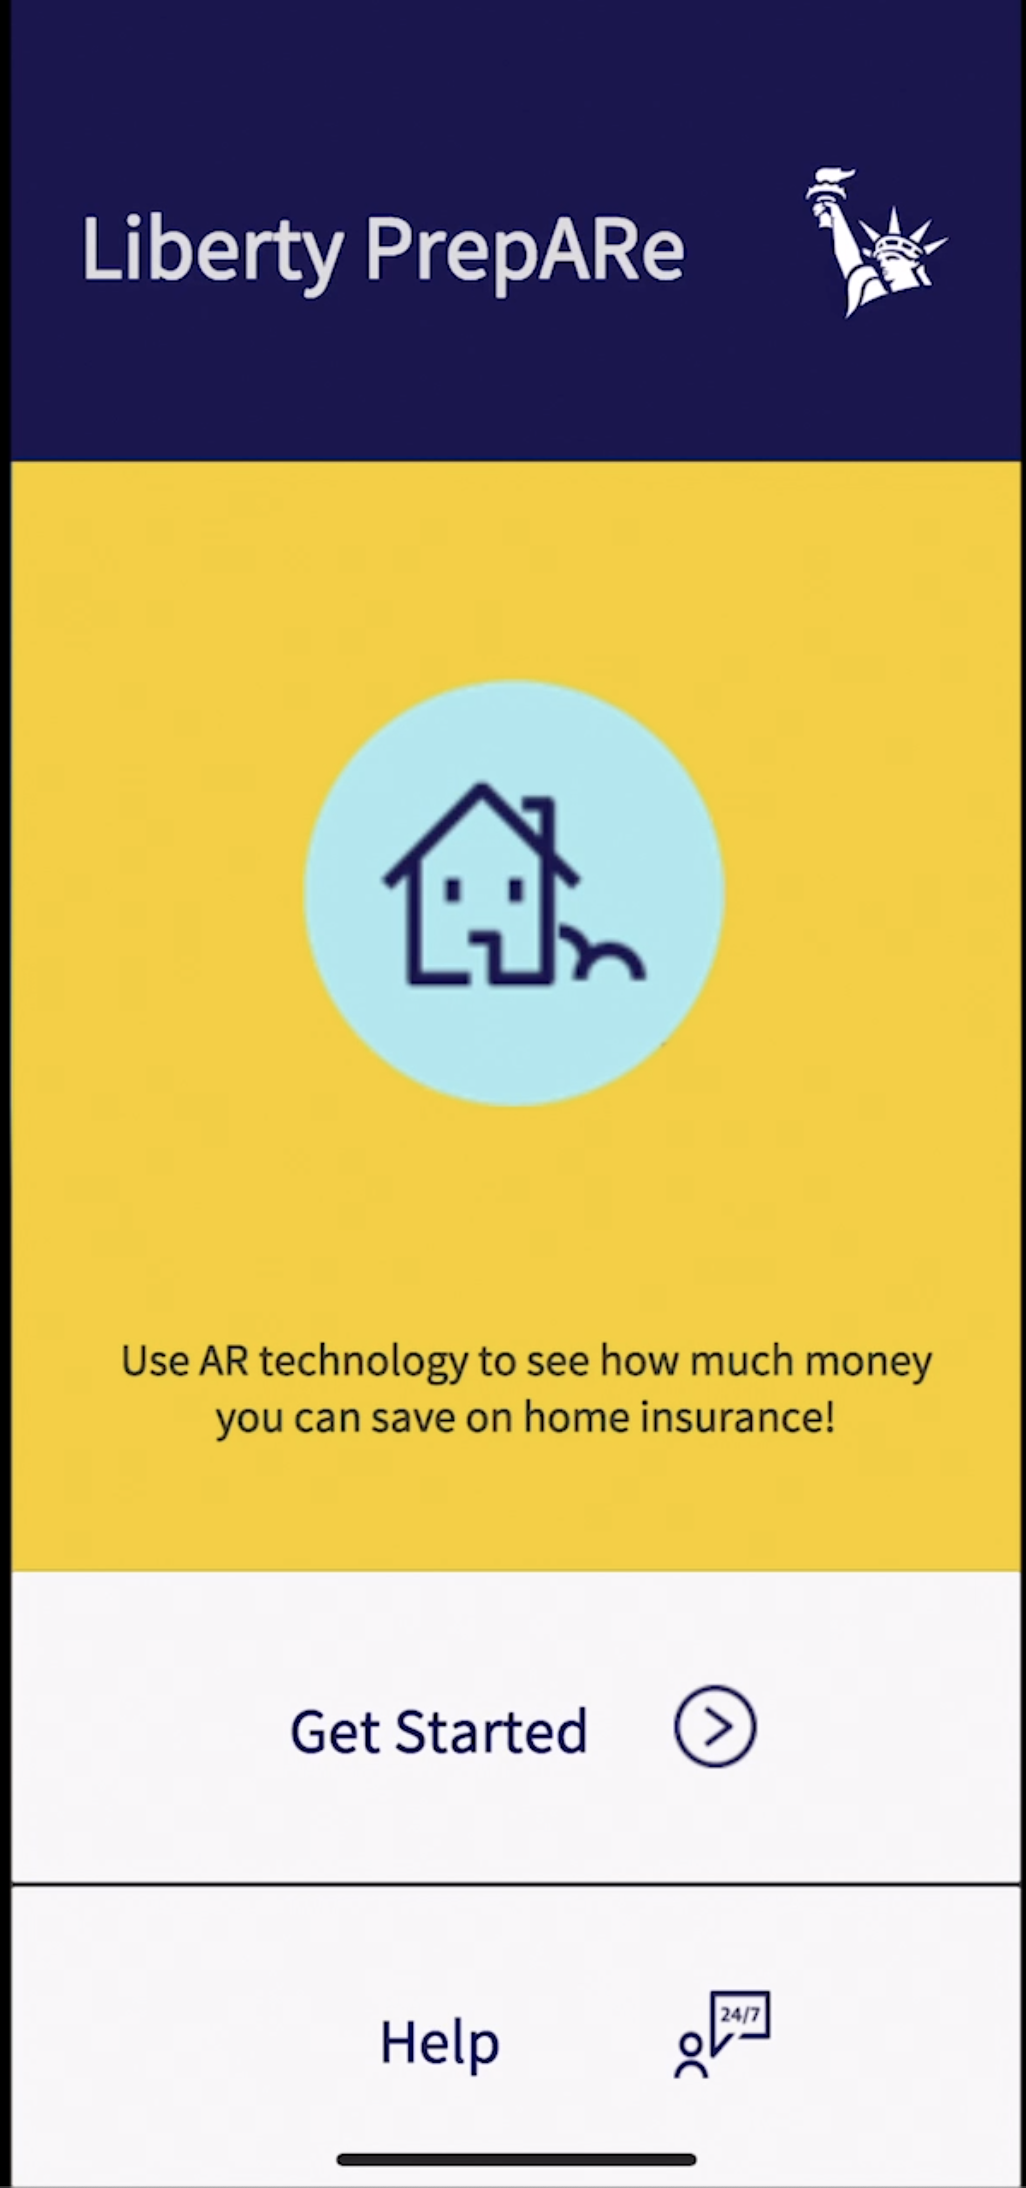 Liberty PrepARe
Use AR technology to see how much money
you can save on home insurance!
Get Started
Help
24/7